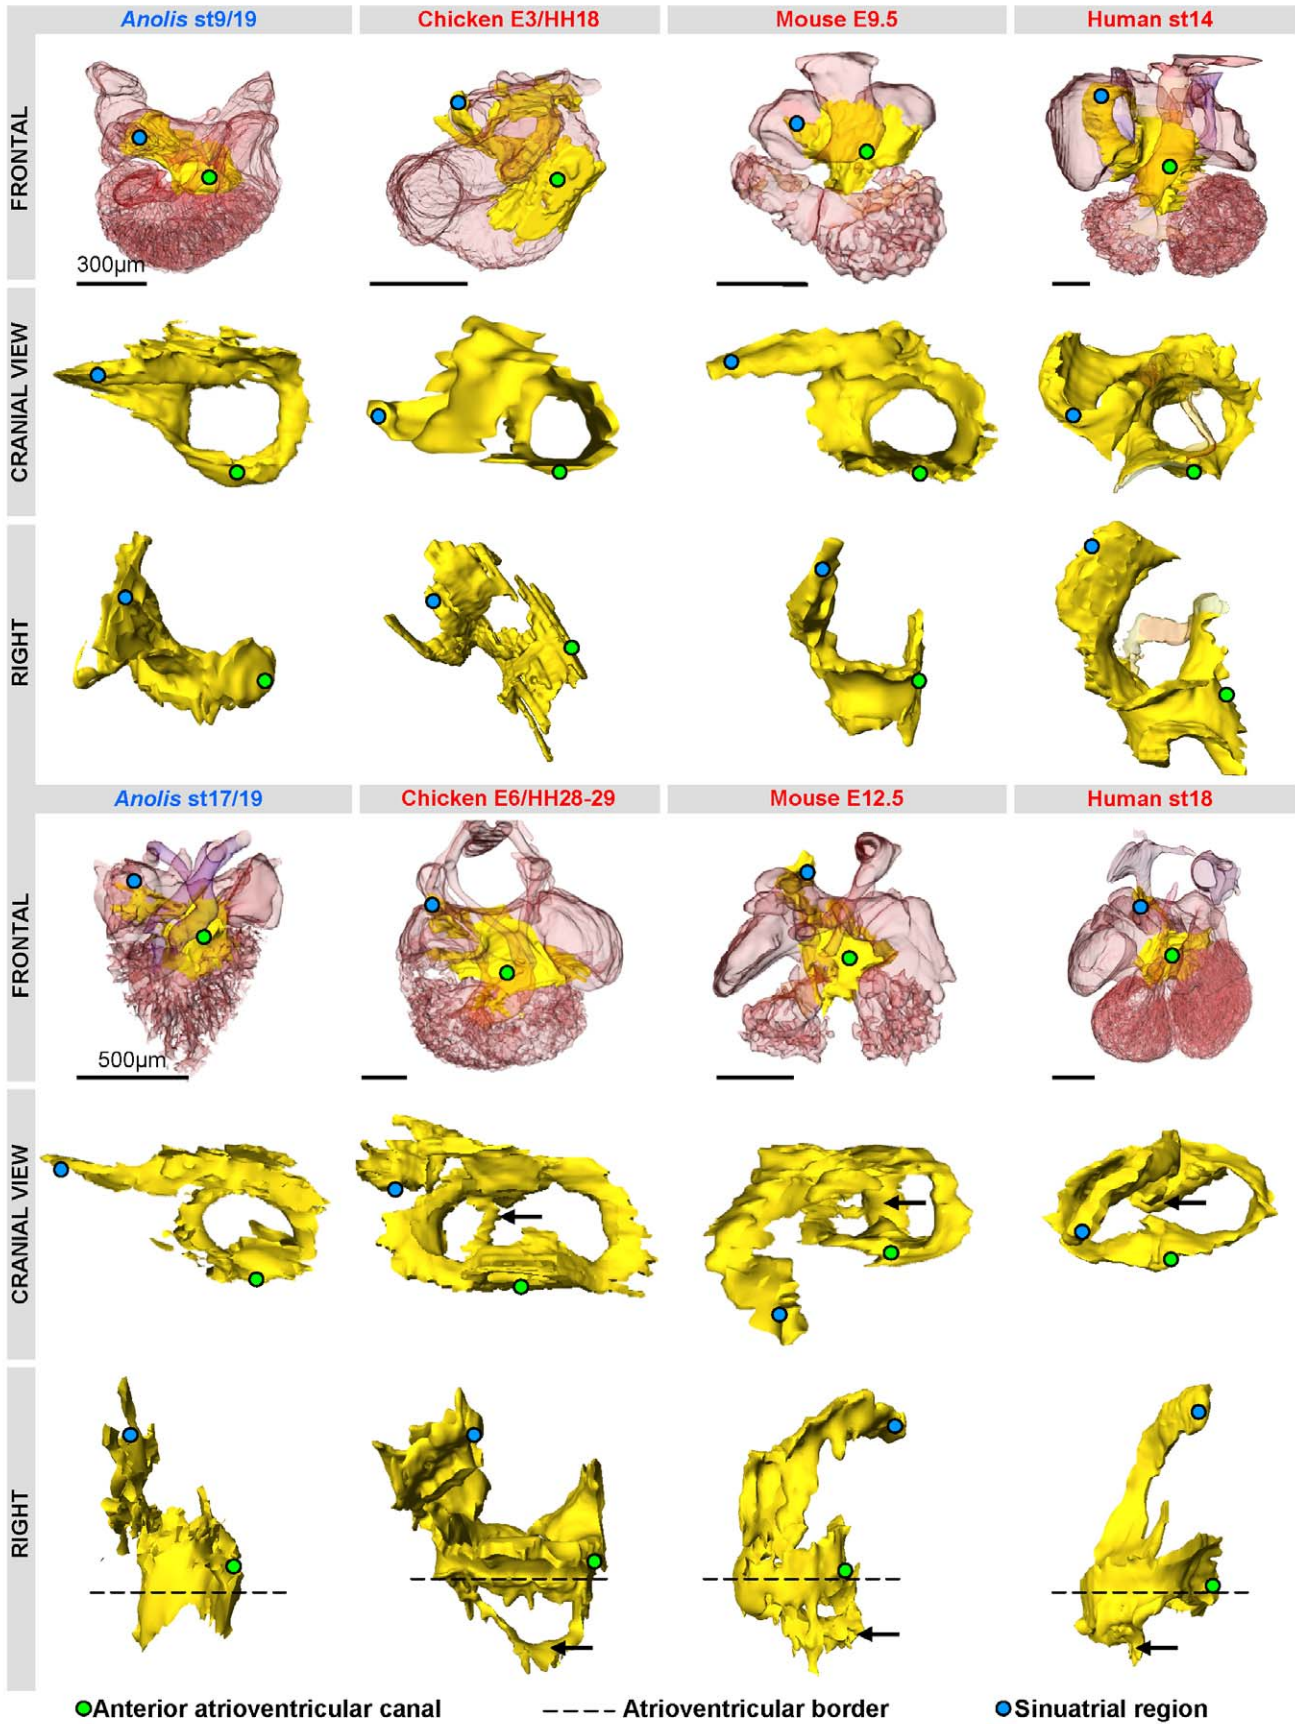 Anolis st9/19 Chicken E3/HH18 Mouse E9.5 Human st14
FRONTAL
300µm
CRANIAL VIEW
RIGHT
Anolis st17/19 Chicken E6/HH28-29 Mouse E12.5 Human st18
FRONTAL
500µm
CRANIAL VIEW
RIGHT
Anterior atrioventricular canal Atrioventricular border Sinuatrial region